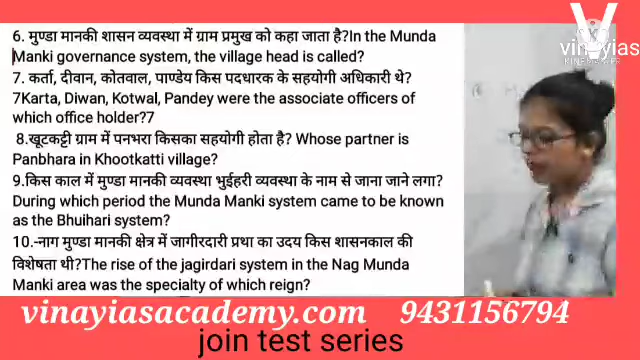 6. मुण्डा मानकी शासन व्यवस्था में ग्राम प्रमुख को कहा जाता है?In the Munda
Manki governance system, the village head is called?
7. कर्ता, दीवान, कोतवाल, पाण्डेय किस पदधारक के सहयोगी अधिकारी थे?
7Karta, Diwan, Kotwal, Pandey were the associate officers of
which office holder?7
8.खूटकट्टी ग्राम में पनभरा किसका सहयोगी होता है? Whose partner is
Panbhara in Khootkatti village?
9.किस काल में मुण्डा मानकी व्यवस्था भुईहरी व्यवस्था के नाम से जाना जाने लगा?
During which period the Munda Manki system came to be known
as the Bhuihari system?
10.-नाग मुण्डा मानकी क्षेत्र में जागीरदारी प्रथा का उदय किस शासनकाल की
विशेषता थी?The rise of the jagirdari system in the Nag Munda
Manki area was the specialty of which reign?
V
vinayias
vinayiasacademy.com 9431156794
join test series